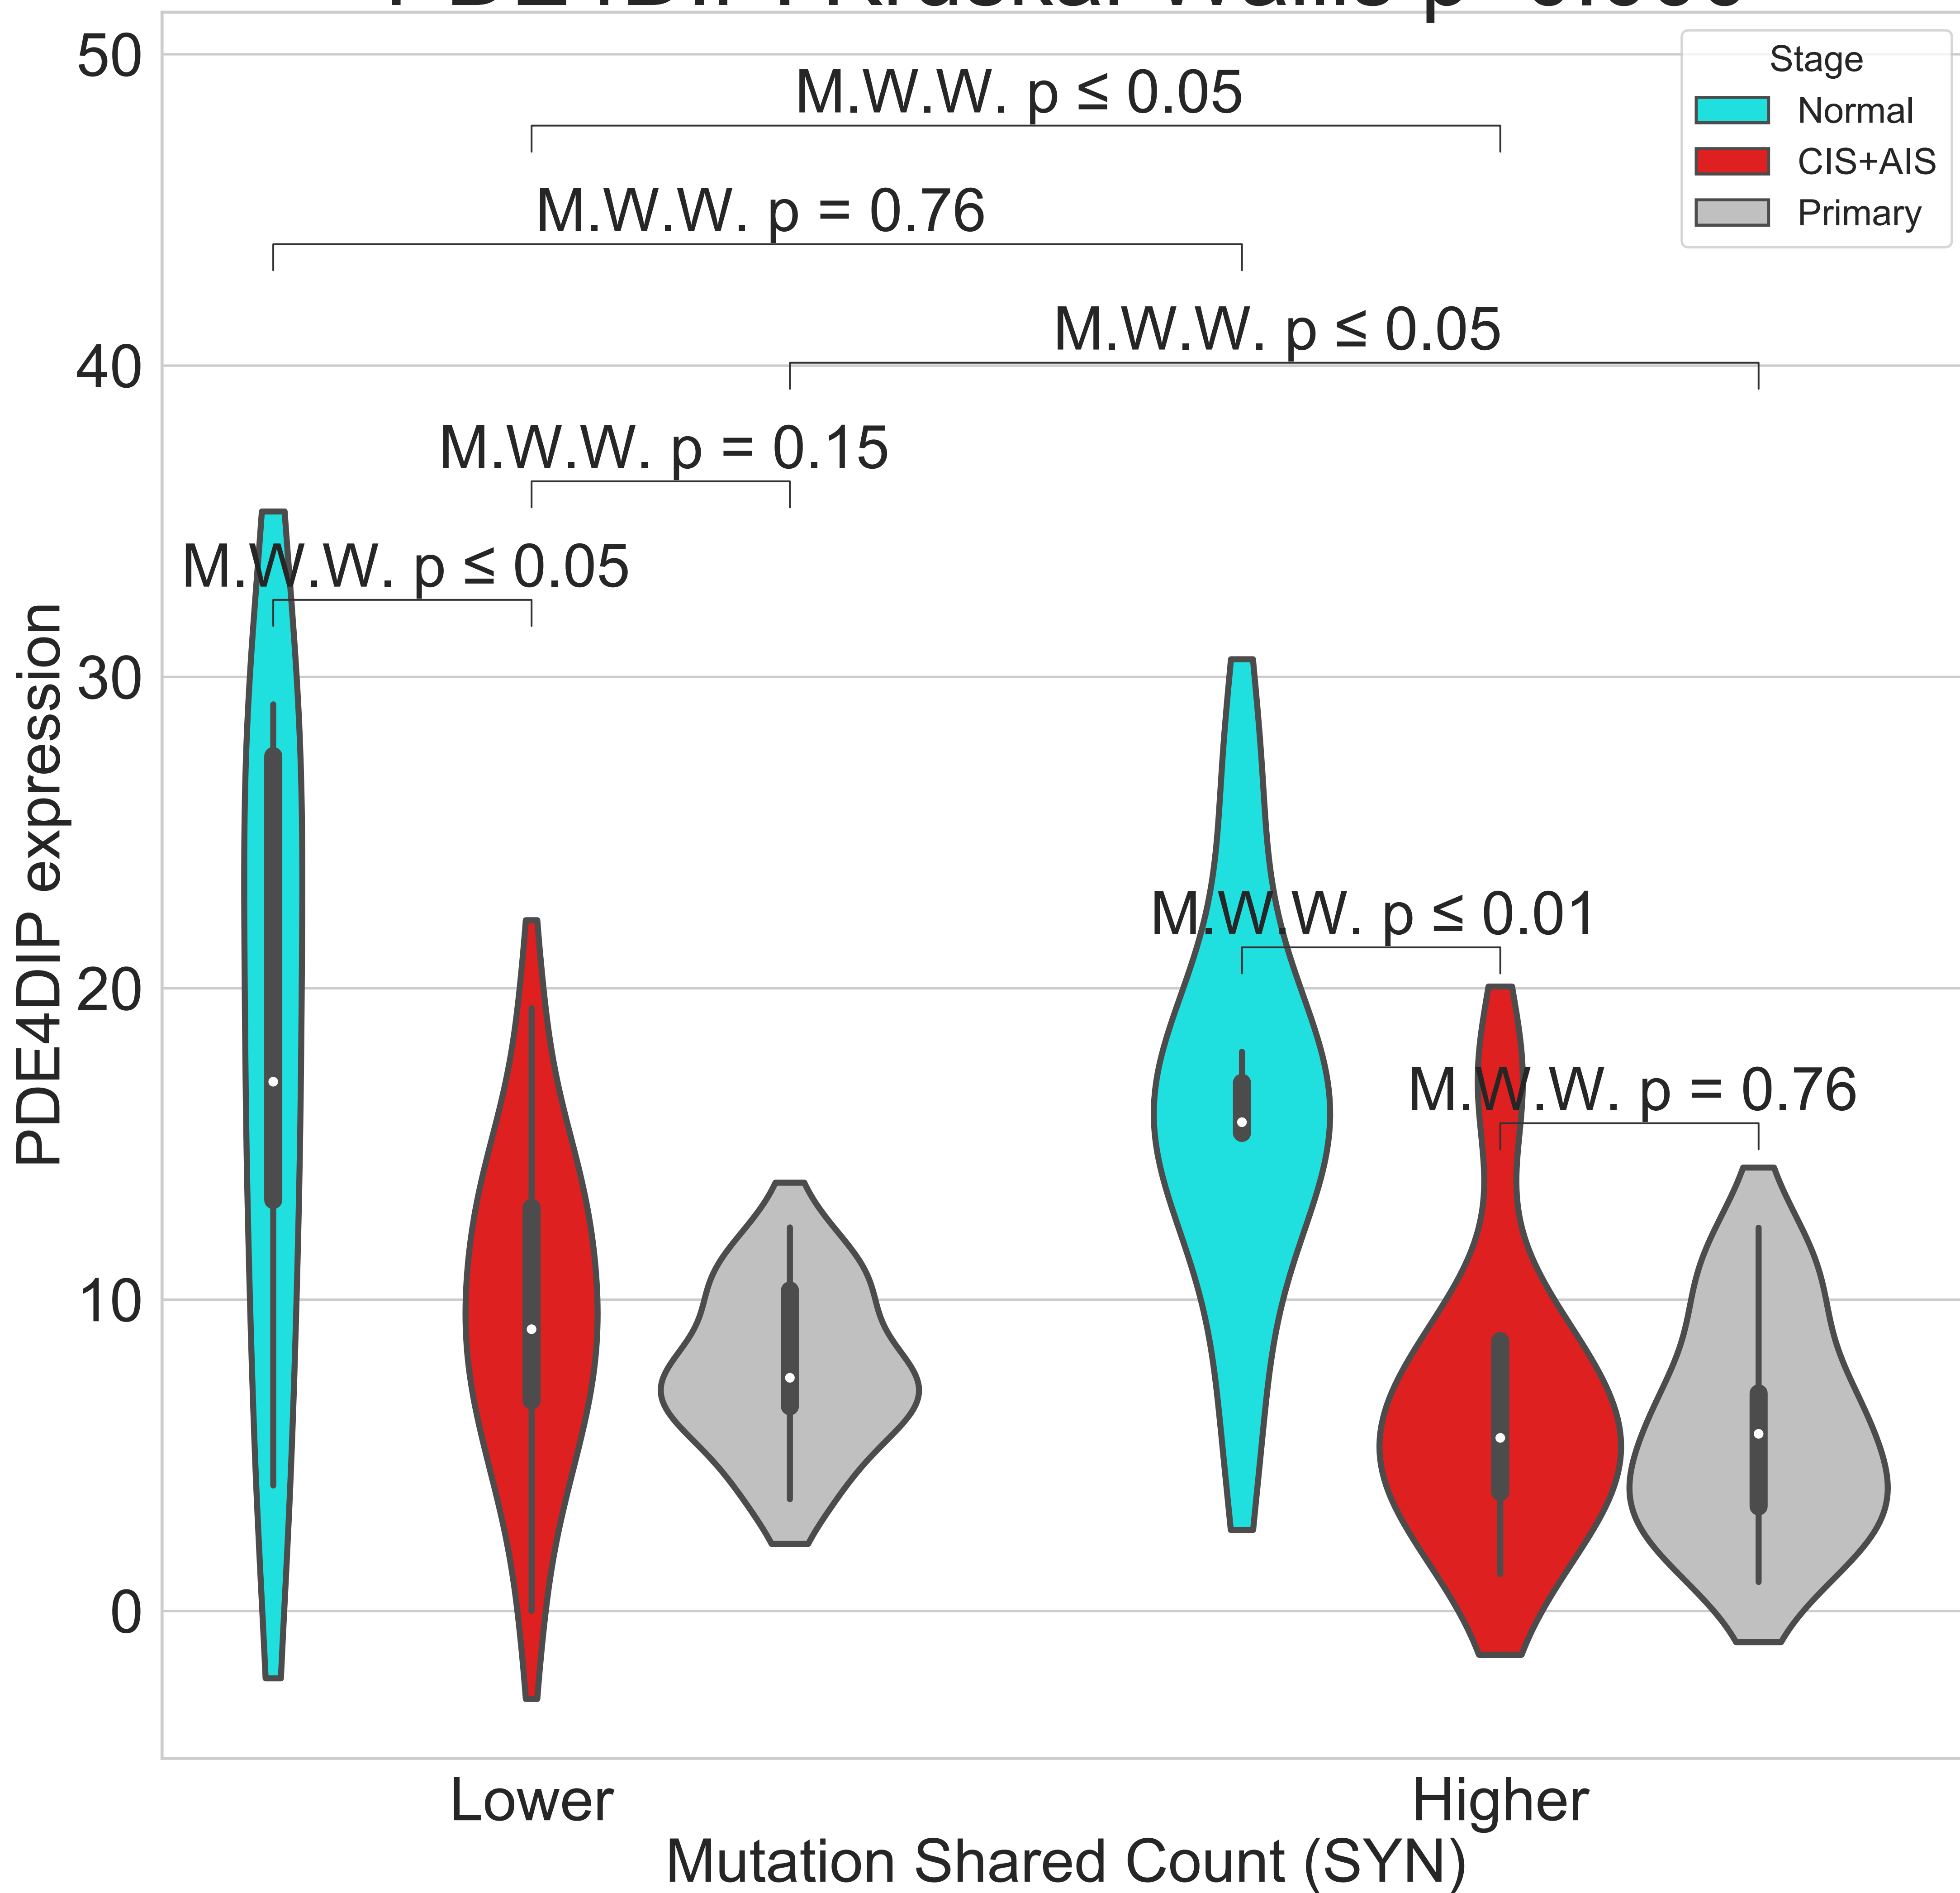 50
Stage
Normal
CIS+AIS
Primary
M.W.W. p ≤ 0.05
M.W.W. p = 0.76
M.W.W. p ≤ 0.05
40
M.W.W. p = 0.15
M.W.W. p ≤ 0.05
30
M.W.W. p ≤ 0.01
20
M.W.W. p = 0.76
10
0
PDE4DIP expression
Lower
Higher
Mutation Shared Count (SYN)